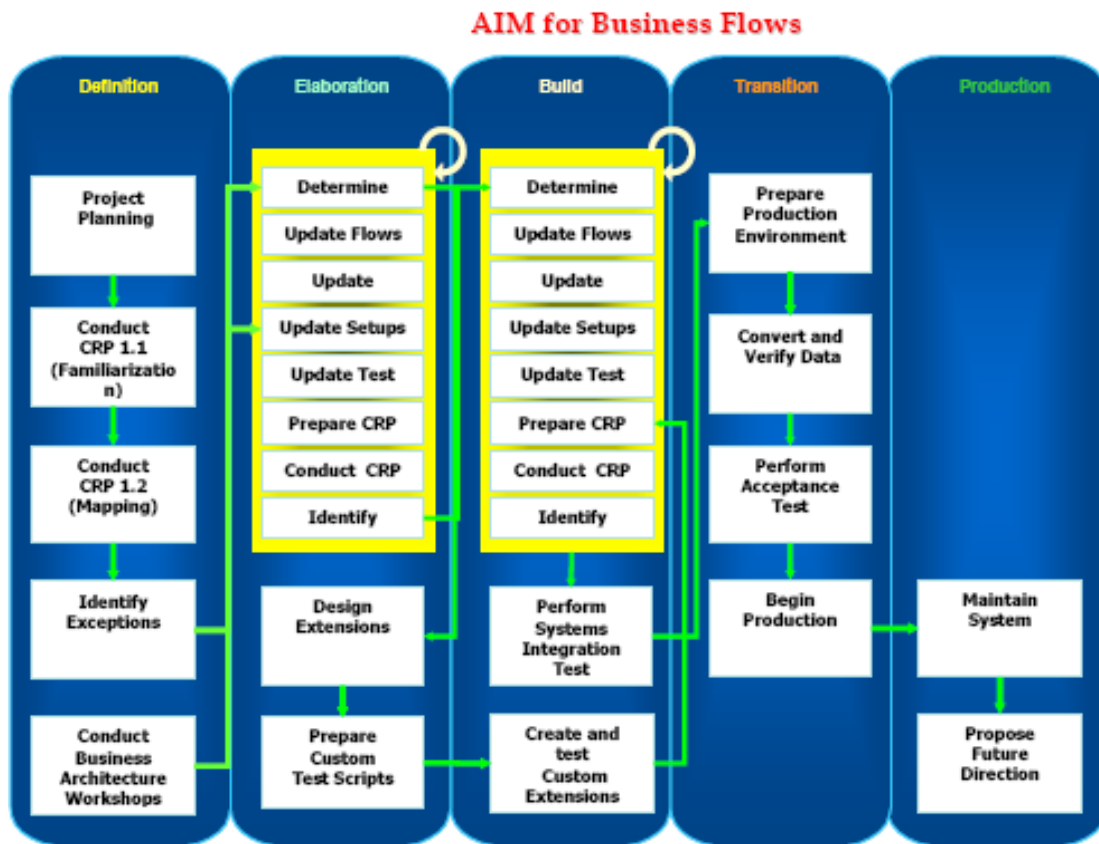 AIM for Business Flows
Definition
Elaboration
Build
Transition
Production
Project
Planning
Conduct
CRP 1.1
(Familiarizatio
n)
Conduct
CRP 1.2
(Mapping)
Identify
Exceptions
Conduct
Business
Architecture
Workshops
Determine
Update Flows
Update
Update Setups
Update Test
Prepare CRP
Conduct CRP
Identify
Design
Extensions
Prepare
Custom
Test Scripts
Determine
Update Flows
Update
Update Setups
Update Test
Prepare CRP
Conduct CRP
Identify
Perform
Systems
Integration
Test
Create and
test
Custom
Extensions
Prepare
Production
Environment
Convert and
Verify Data
Perform
Acceptance
Test
Begin
Production
Maintain
System
Propose
Future
Direction